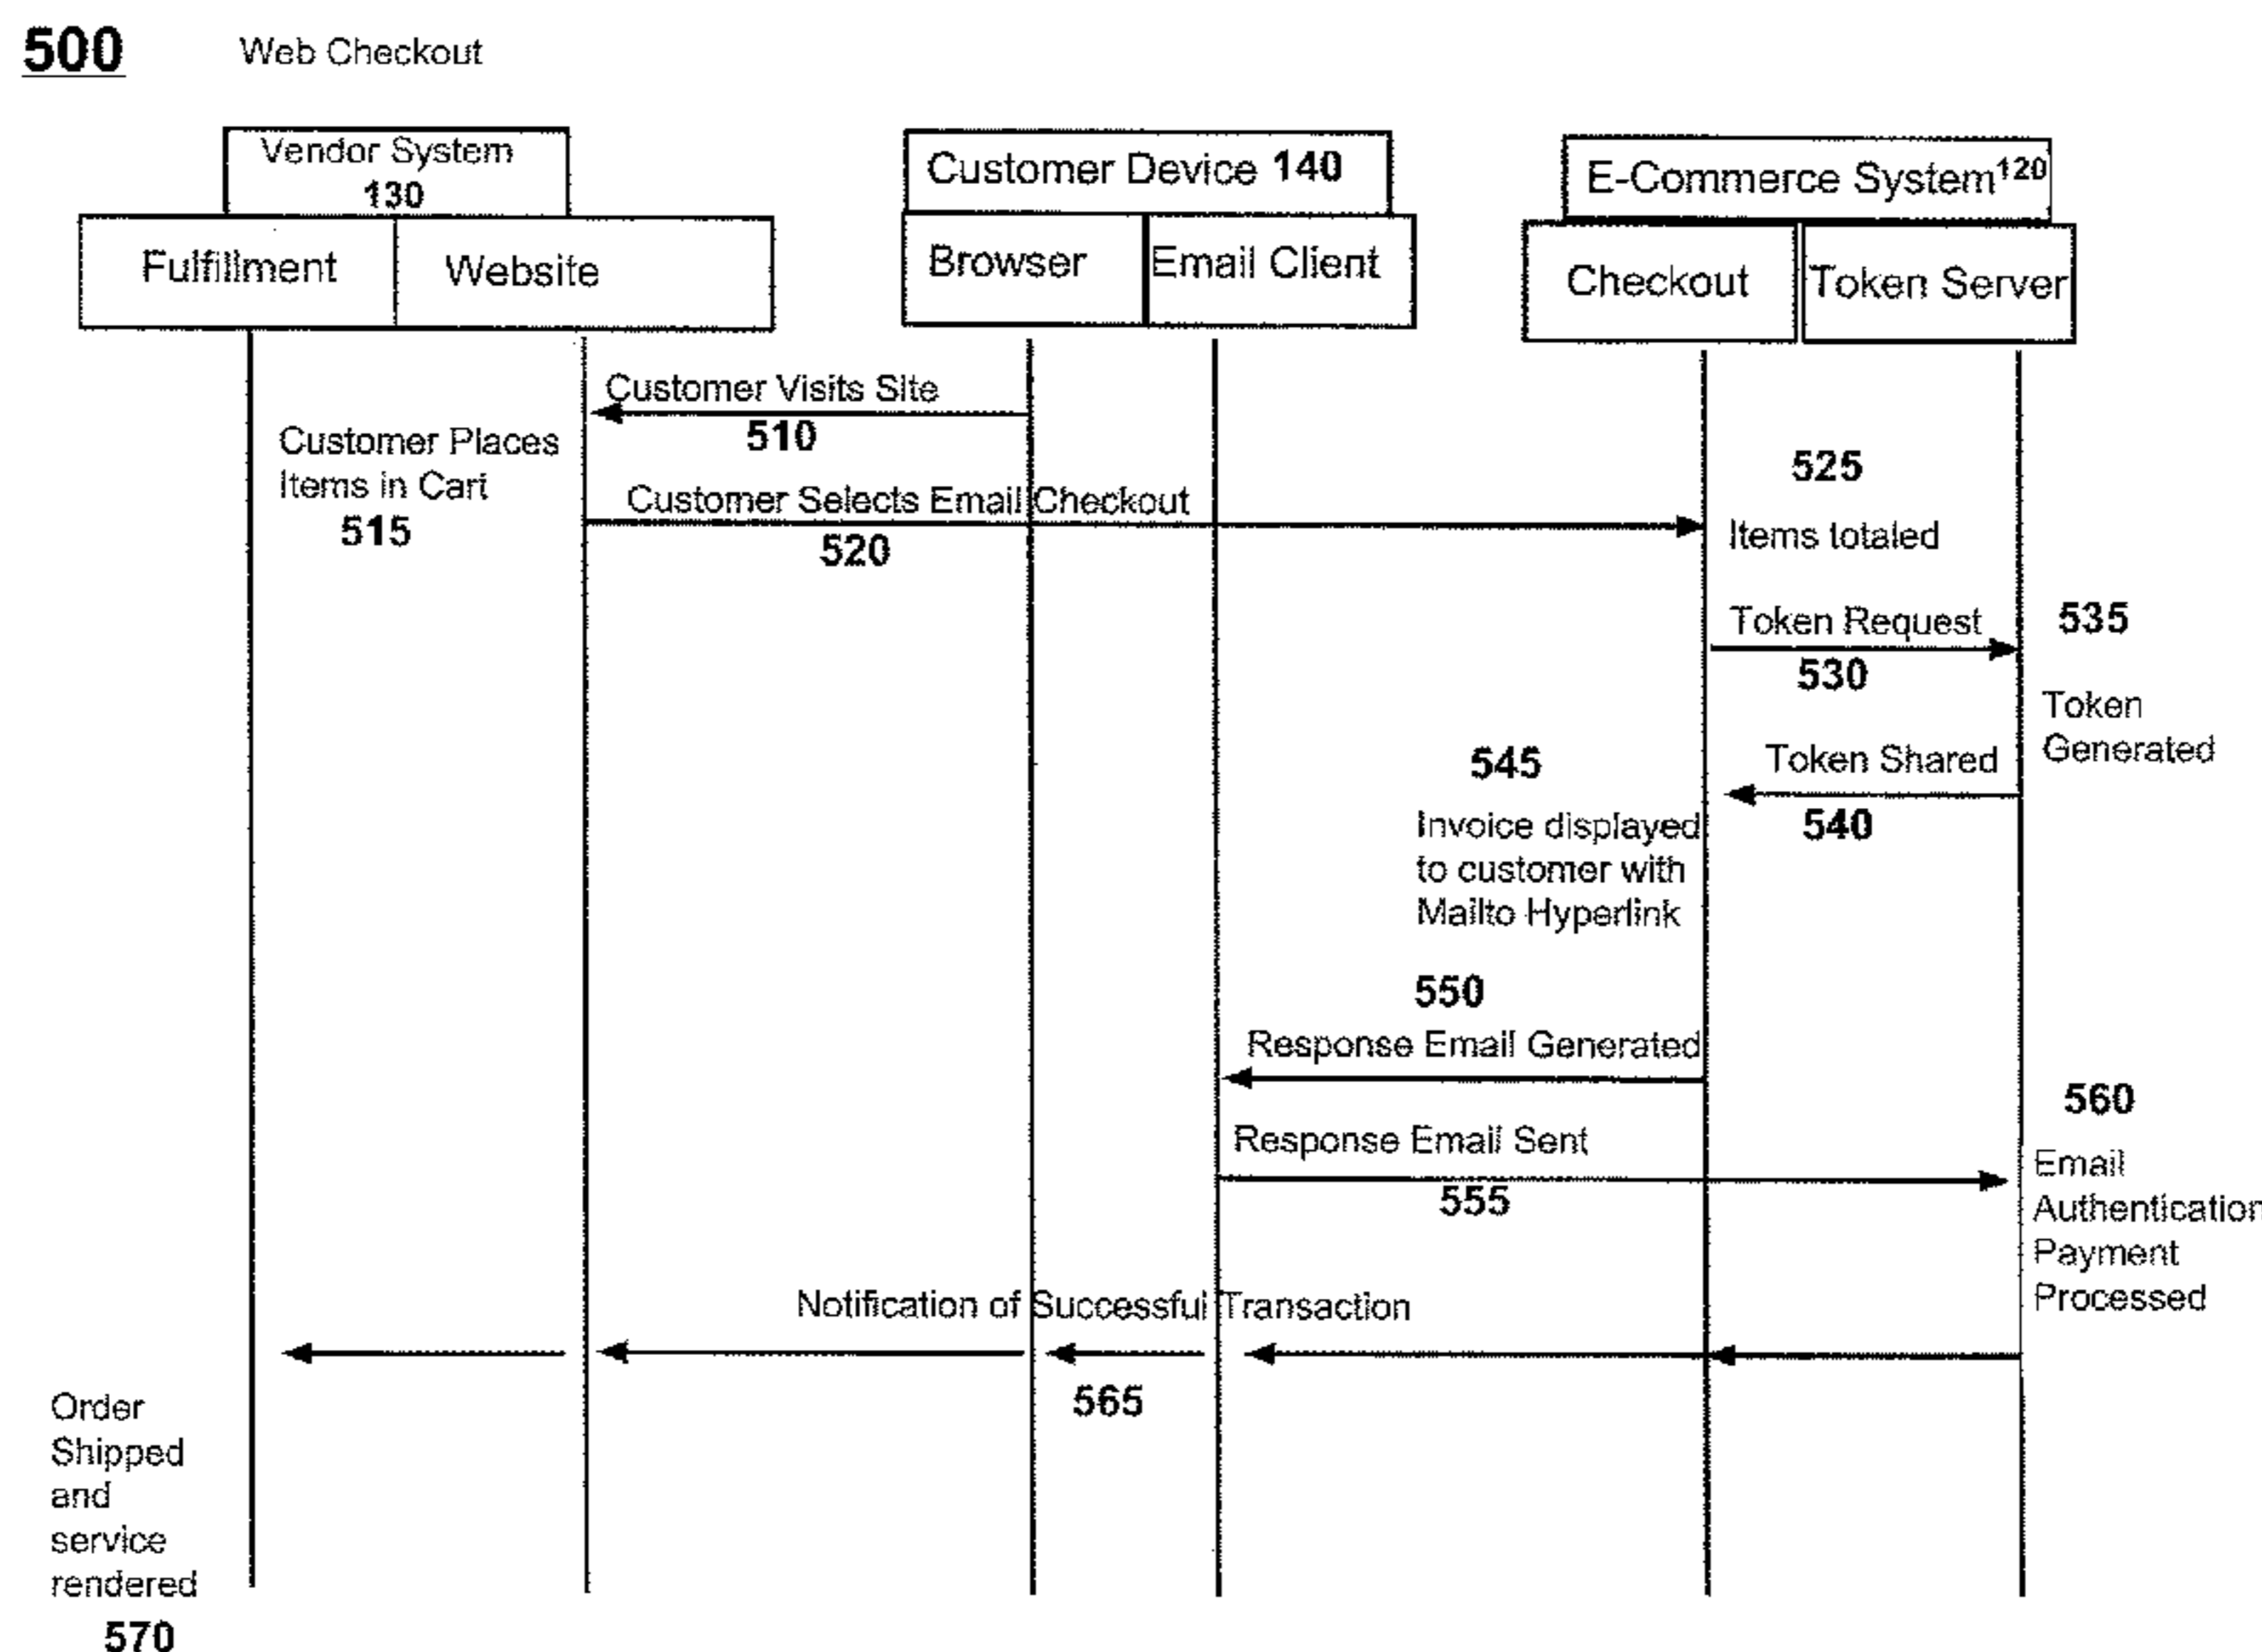 500 Web Checkout
Vendor System
130
Customer Device 140
E-Commerce System 120
Fulfillment
Website
Browser
Email Client
Checkout
Token Server
Customer Visits Site
510
Customer Places
Items in Cart
515
Customer Selects Email Checkout
520
525
Items totaled
Token Request
530
535
Token
Generated
Token Shared
540
545
Invoice displayed
to customer with
Mailto Hyperlink
550
Response Email Generated
Response Email Sent
555
560
Email
Authentication
Payment
Processed
Notification of Successful Transaction
565
Order
Shipped
and
service
rendered
570